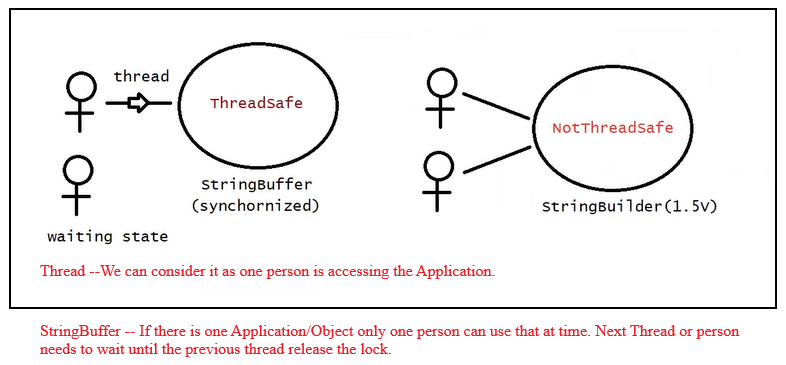 thread
ThreadSafe
StringBuffer
(synchornized)
waiting state
NotThreadSafe
StringBuilder(1.5V)
Thread --We can consider it as one person is accessing the Application.
StringBuffer -- If there is one Application/Object only one person can use that at time. Next Thread or person
needs to wait until the previous thread release the lock.